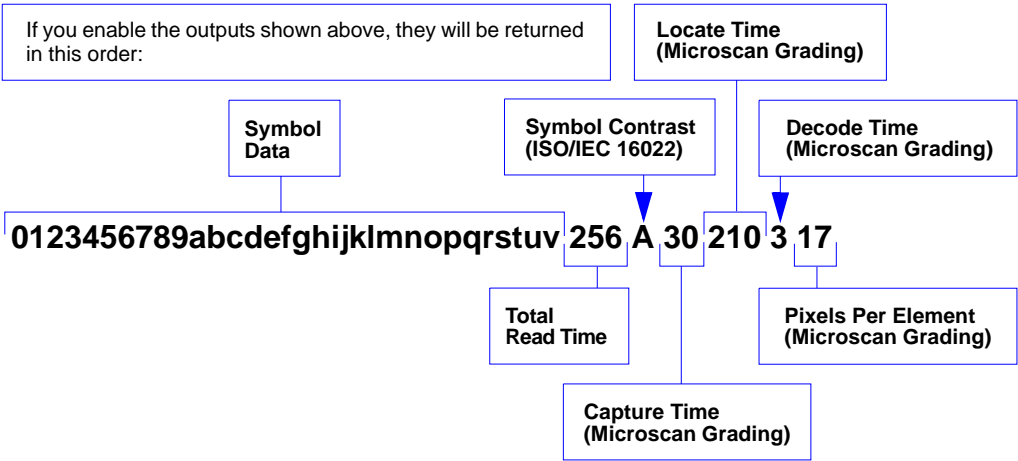 If you enable the outputs shown above, they will be returned
in this order:
Locate Time
(Microscan Grading)
Symbol
Data
Symbol Contrast
(ISO/IEC 16022)
Decode Time
(Microscan Grading)
0123456789abcdefghijklmnopqrstuv 256 A 30 210 3 17
Total
Read Time
Pixels Per Element
(Microscan Grading)
Capture Time
(Microscan Grading)